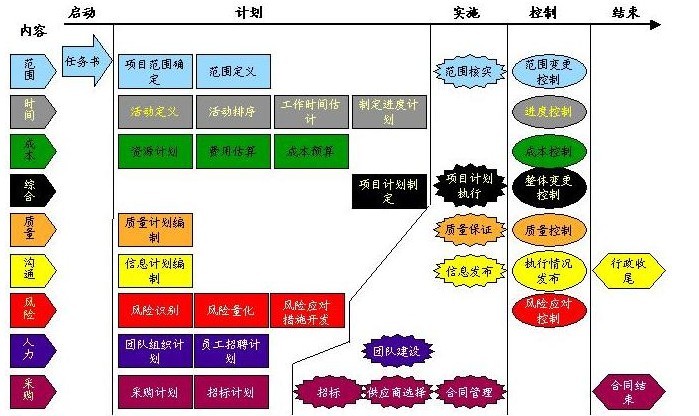 启动 计划 实施 控制 结束
内容
范围 任务书 项目范围确定 范围定义 范围核实 范围变更控制
时间 活动定义 活动排序 工作时间估计 制定进度计划 进度控制
成本 资源计划 费用估算 成本预算 成本控制
综合 项目计划制定 项目计划执行 整体变更控制
质量 质量计划编制 质量保证 质量控制
沟通 信息计划编制 信息发布 执行情况发布 行政收尾
风险 风险识别 风险量化 风险应对措施开发 风险应对控制
人力 团队组织计划 员工招聘计划 团队建设
采购 采购计划 招标计划 招标 供应商选择 合同管理 合同结束